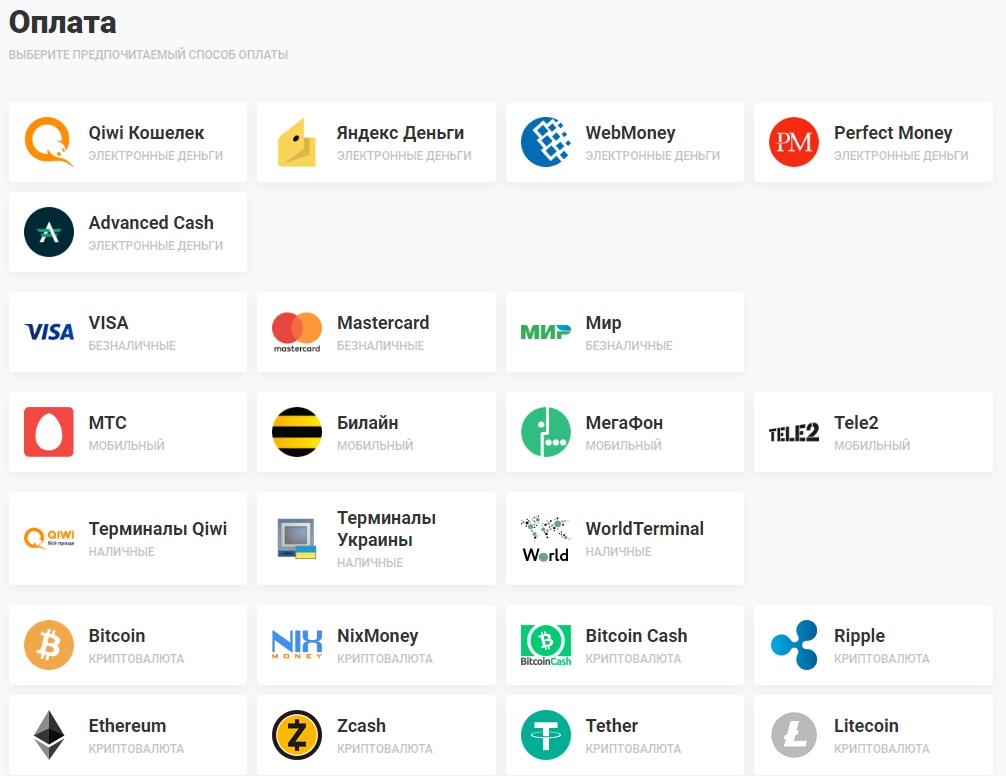 Оплата
ВЫБЕРИТЕ ПРЕДПОЧИТАЕМЫЙ СПОСОБ ОПЛАТЫ
Qiwi Кошелек
ЭЛЕКТРОННЫЕ ДЕНЬГИ
Яндекс Деньги
ЭЛЕКТРОННЫЕ ДЕНЬГИ
WebMoney
ЭЛЕКТРОННЫЕ ДЕНЬГИ
PM
Perfect Money
ЭЛЕКТРОННЫЕ ДЕНЬГИ
Advanced Cash
ЭЛЕКТРОННЫЕ ДЕНЬГИ
VISA
VISA
БЕЗНАЛИЧНЫЕ
mastercard
Mastercard
БЕЗНАЛИЧНЫЕ
МИР
Мир
БЕЗНАЛИЧНЫЕ
МТС
МОБИЛЬНЫЙ
Билайн
МОБИЛЬНЫЙ
МегаФон
МОБИЛЬНЫЙ
TELE2
Tele2
МОБИЛЬНЫЙ
QIWI
Всё проще
Терминалы Qiwi
НАЛИЧНЫЕ
Терминалы
Украины
НАЛИЧНЫЕ
World
WorldTerminal
НАЛИЧНЫЕ
Bitcoin
КРИПТОВАЛЮТА
NIX
MONEY
NixMoney
КРИПТОВАЛЮТА
BitcoinCash
Bitcoin Cash
КРИПТОВАЛЮТА
Ripple
КРИПТОВАЛЮТА
Ethereum
КРИПТОВАЛЮТА
Zcash
КРИПТОВАЛЮТА
Tether
КРИПТОВАЛЮТА
Litecoin
КРИПТОВАЛЮТА